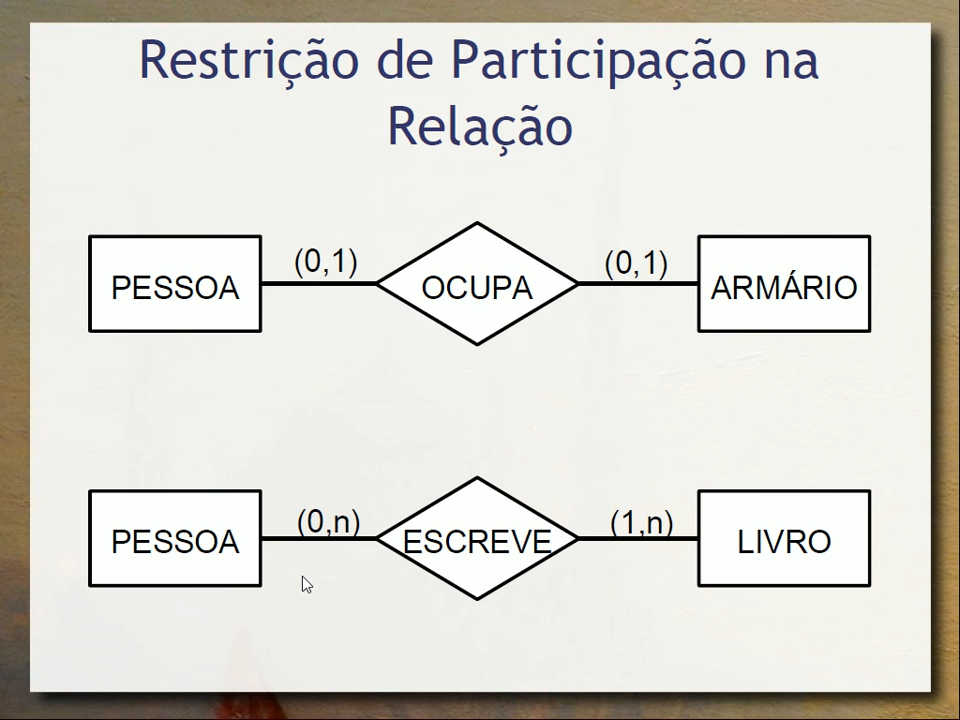 Restrição de Participação na
Relação
PESSOA (0,1) OCUPA (0,1) ARMÁRIO
PESSOA (0,n) ESCREVE (1,n) LIVRO